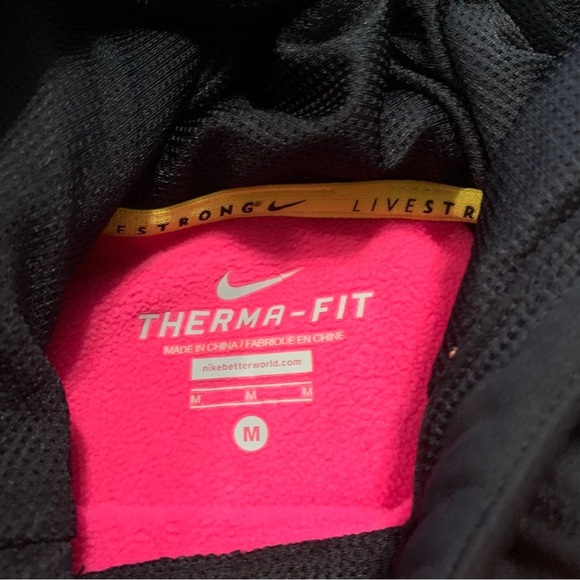 ESTRONG® LIVESTR
THERMA-FIT
MADE IN CHINA / FABRIQUE EN CHINE
nikebetterworld.com
M M M
M